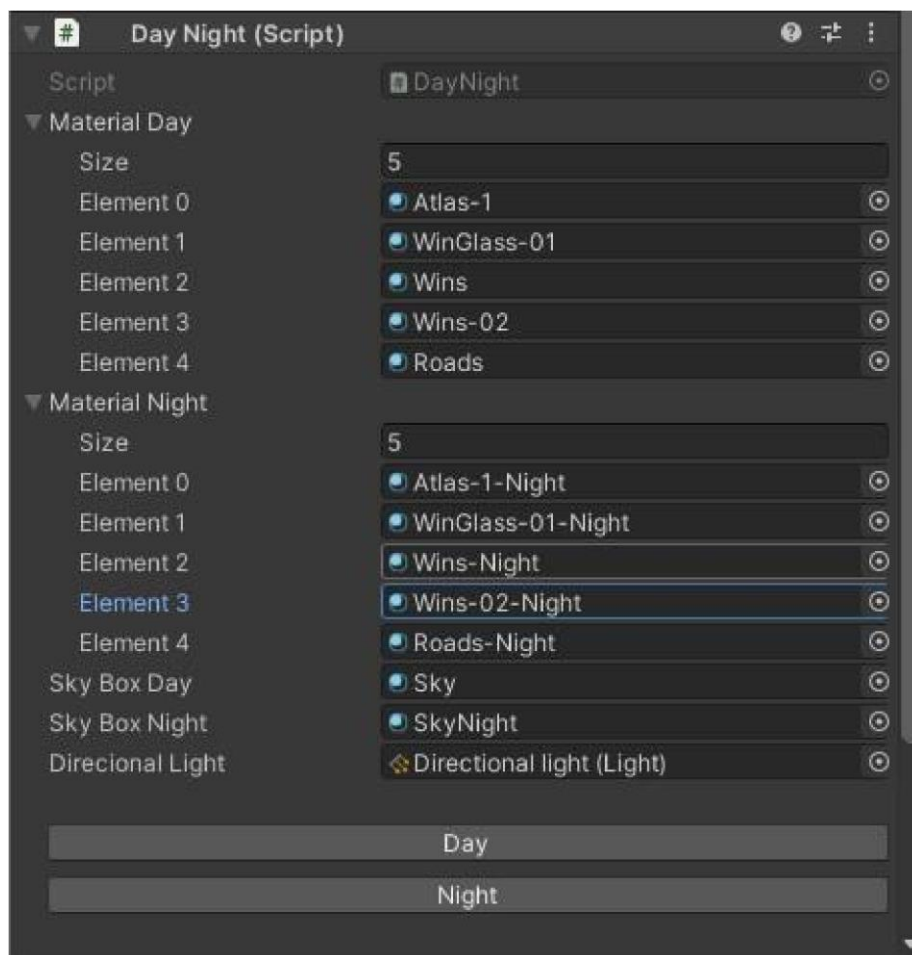 Day Night (Script)
Script DayNight
Material Day
Size 5
Element 0 Atlas-1
Element 1 WinGlass-01
Element 2 Wins
Element 3 Wins-02
Element 4 Roads
Material Night
Size 5
Element 0 Atlas-1-Night
Element 1 WinGlass-01-Night
Element 2 Wins-Night
Element 3 Wins-02-Night
Element 4 Roads-Night
Sky Box Day Sky
Sky Box Night SkyNight
Direcional Light Directional light (Light)
Day
Night